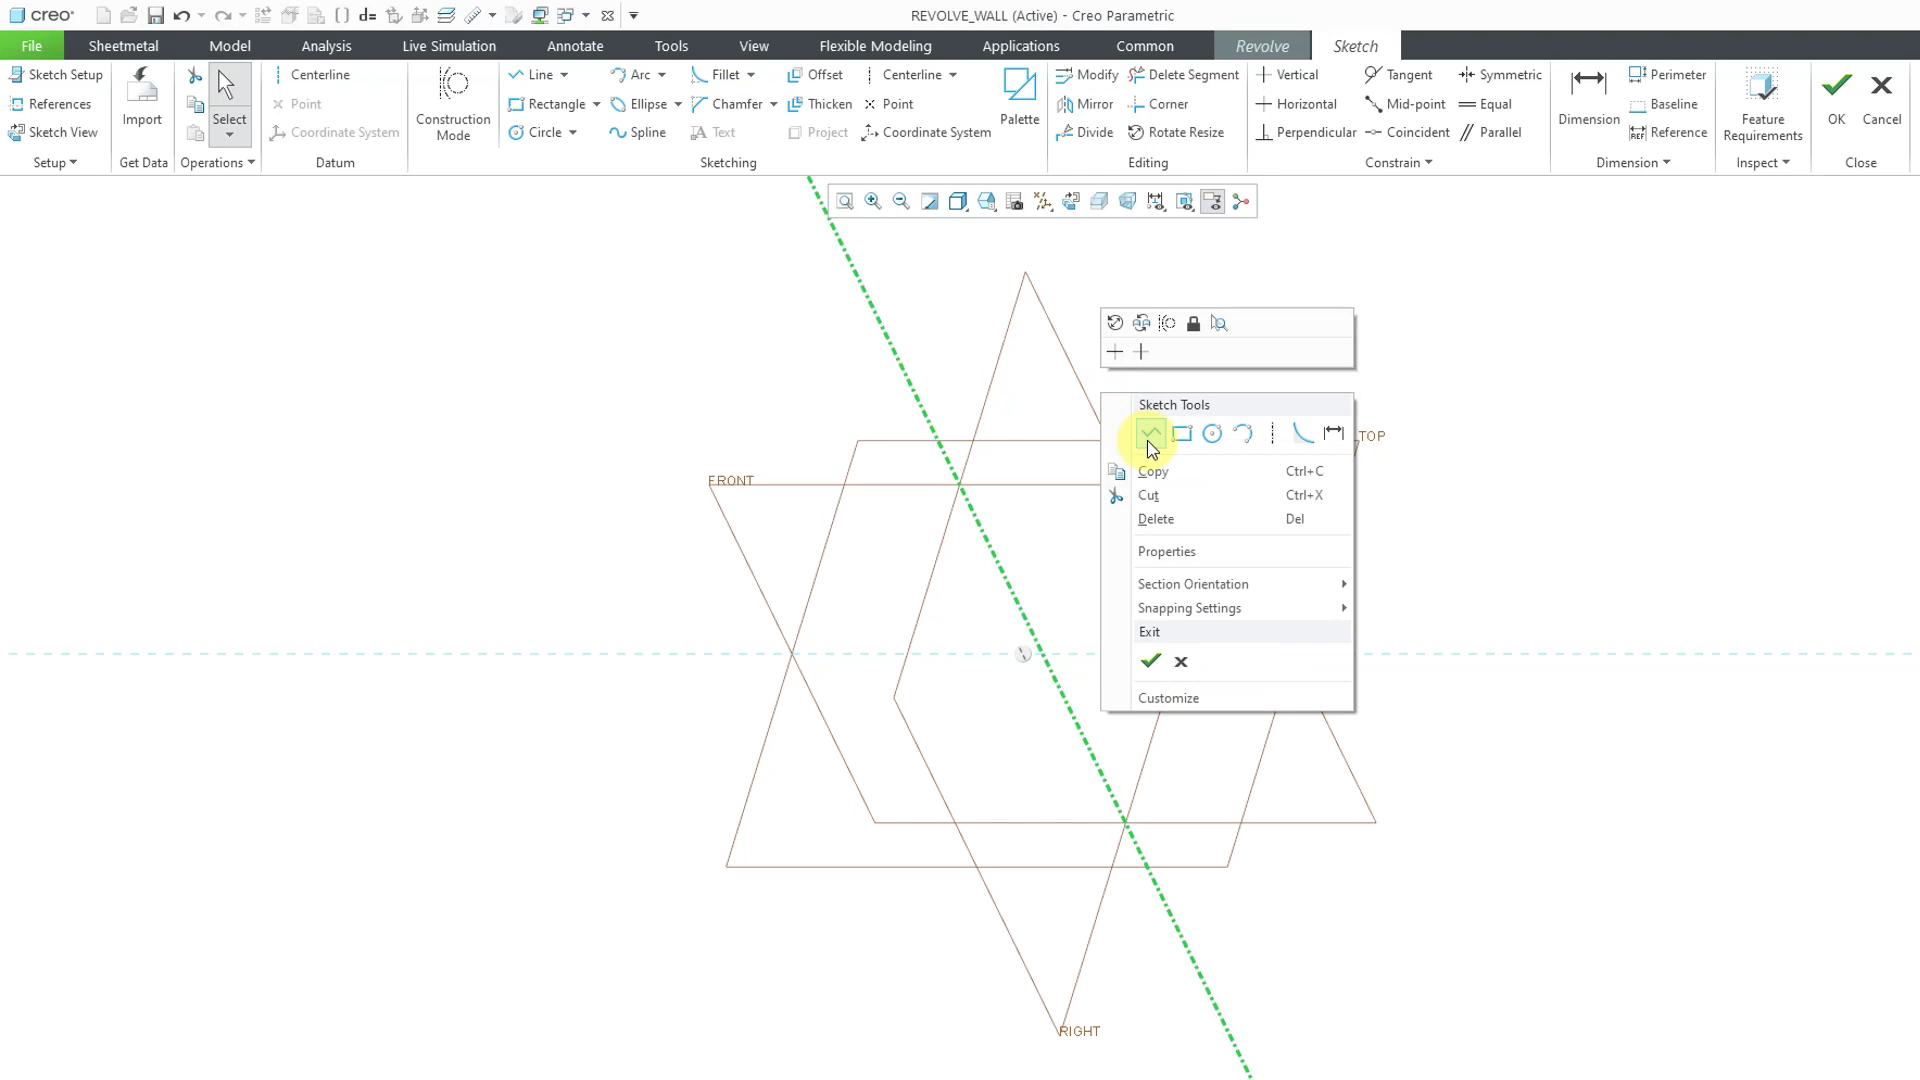 creo
d=
REVOLVE_WALL (Active) - Creo Parametric
File
Sheetmetal
Model
Analysis
Live Simulation
Annotate
Tools
View
Flexible Modeling
Applications
Common
Revolve
Sketch
Sketch Setup
References
Sketch View
Setup
Import
Get Data
Select
Operations
Centerline
Point
Coordinate System
Datum
Construction
Mode
Line
Rectangle
Circle
Arc
Ellipse
Spline
Fillet
Chamfer
Text
Offset
Thicken
Project
Centerline
Point
Coordinate System
Palette
Sketching
Modify
Mirror
Divide
Delete Segment
Corner
Rotate Resize
Editing
Vertical
Horizontal
Perpendicular
Tangent
Mid-point
Coincident
Symmetric
Equal
Parallel
Constrain
Dimension
Perimeter
Baseline
REF Reference
Dimension
Feature
Requirements
Inspect
OK
Cancel
Close
Sketch Tools
Copy Ctrl+C
Cut Ctrl+X
Delete Del
Properties
Section Orientation
Snapping Settings
Exit
Customize
TOP
FRONT
RIGHT